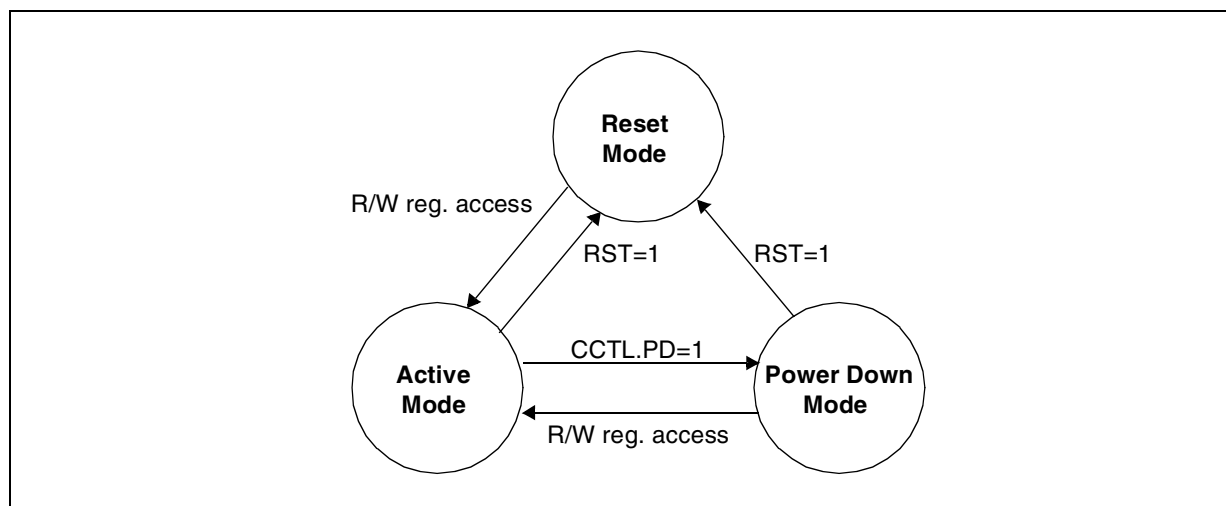 Reset
Mode
R/W reg. access
RST=1
RST=1
CCTL.PD=1
Active
Mode
Power Down
Mode
R/W reg. access